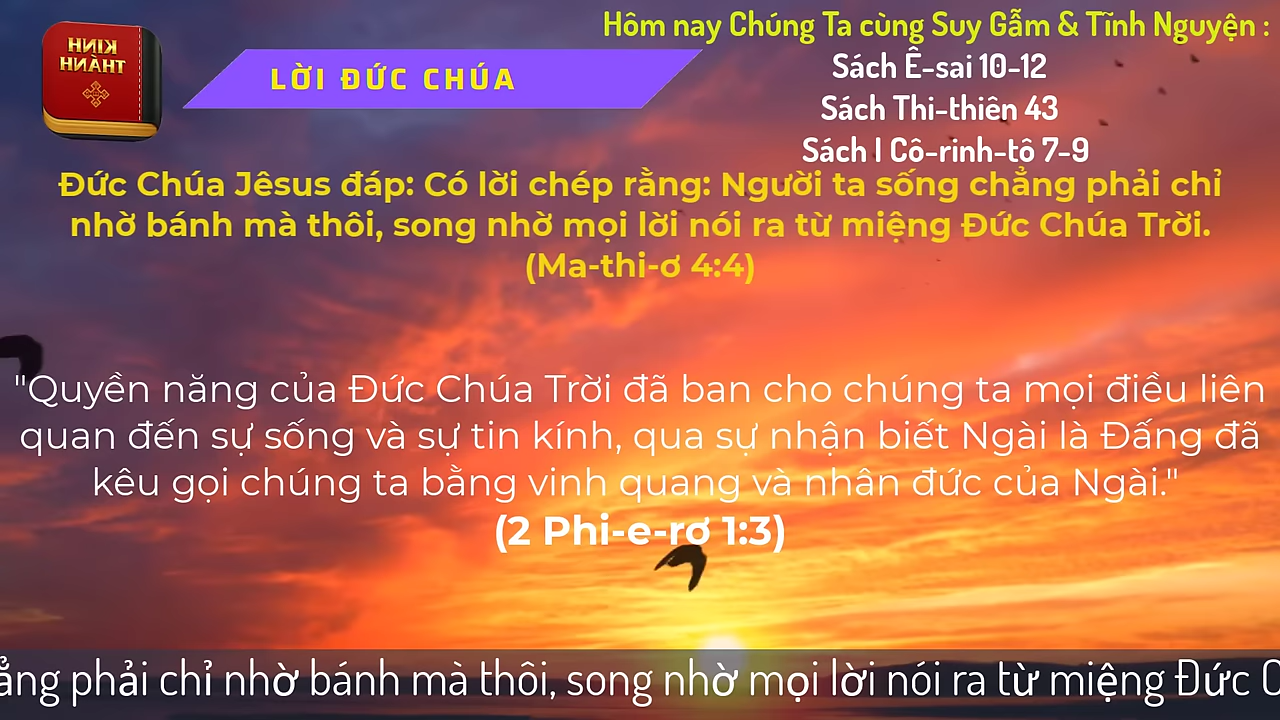 KINH
THÁNH
LỜI ĐỨC CHÚA
Hôm nay Chúng Ta cùng Suy Gẫm & Tĩnh Nguyện :
Sách Ê-sai 10-12
Sách Thi-thiên 43
Sách I Cô-rinh-tô 7-9
Đức Chúa Jêsus đáp: Có lời chép rằng: Người ta sống chẳng phải chỉ
nhờ bánh mà thôi, song nhờ mọi lời nói ra từ miệng Đức Chúa Trời.
(Ma-thi-ơ 4:4)
"Quyền năng của Đức Chúa Trời đã ban cho chúng ta mọi điều liên
quan đến sự sống và sự tin kính, qua sự nhận biết Ngài là Đấng đã
kêu gọi chúng ta bằng vinh quang và nhân đức của Ngài."
(2 Phi-e-rơ 1:3)
ẳng phải chỉ nhờ bánh mà thôi, song nhờ mọi lời nói ra từ miệng Đức C